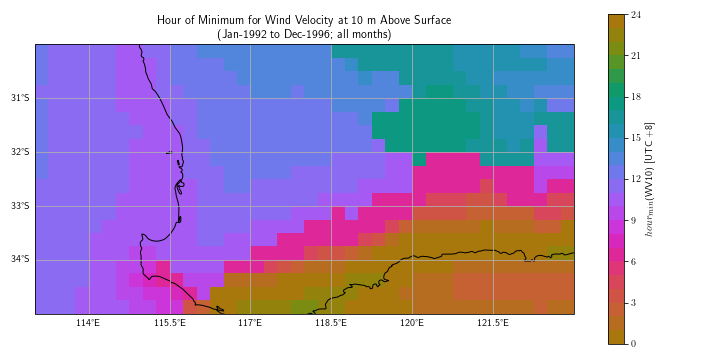 Hour of Minimum for Wind Velocity at 10 m Above Surface
(Jan-1992 to Dec-1996; all months)
24
21
18
15
12
9
6
3
0
hour_min(WV10) [UTC +8]
31°S
32°S
33°S
34°S
114°E
115.5°E
117°E
118.5°E
120°E
121.5°E